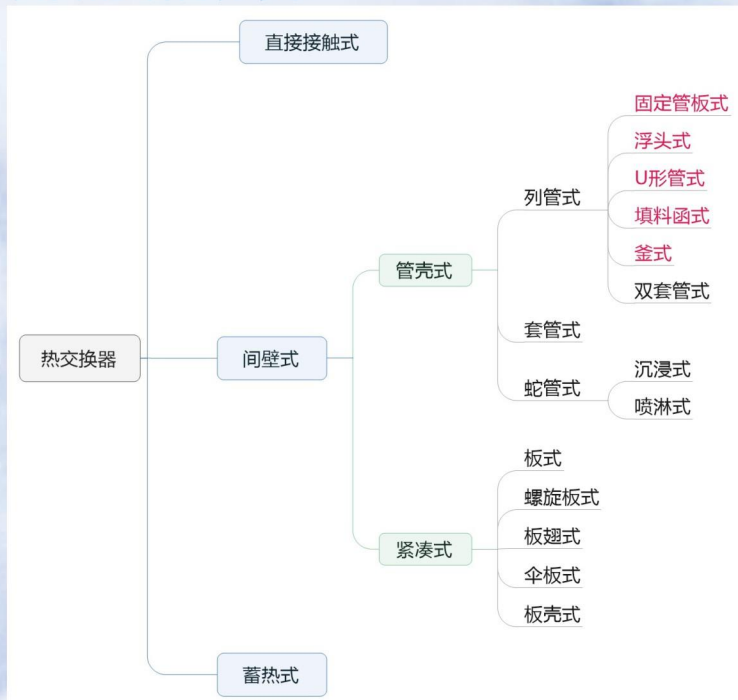 直接接触式
固定管板式
浮头式
U形管式
列管式
填料函式
管壳式
釜式
双套管式
套管式
热交换器
间壁式
沉浸式
蛇管式
喷淋式
板式
螺旋板式
紧凑式
板翅式
伞板式
板壳式
蓄热式